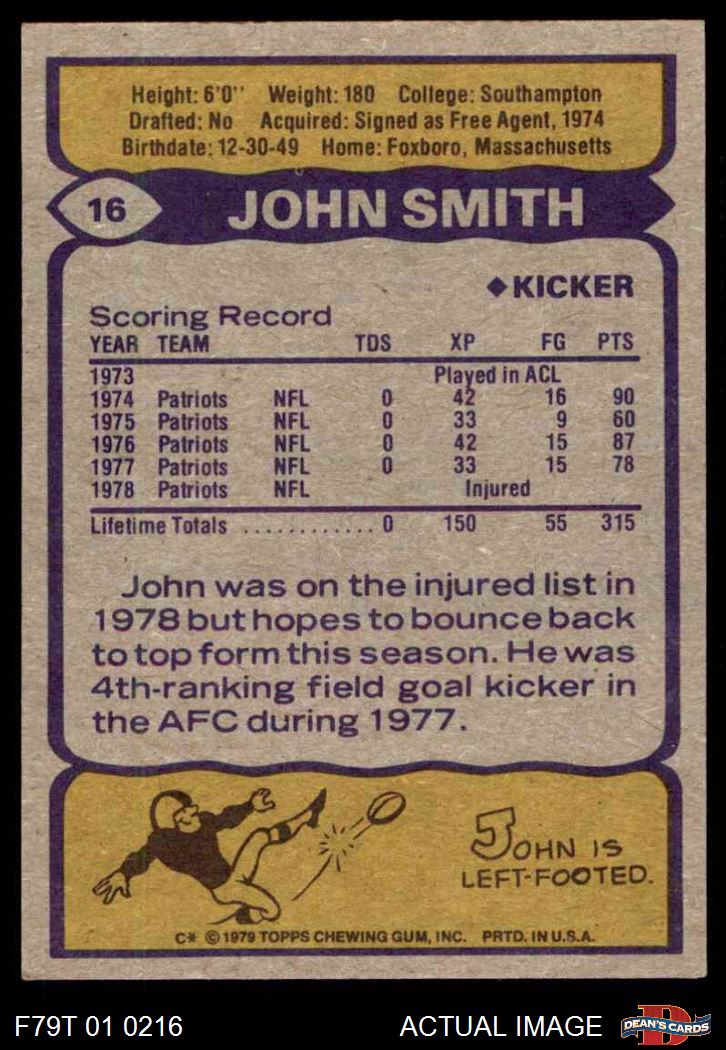 Height: 6'0" Weight: 180 College: Southampton
Drafted: No Acquired: Signed as Free Agent, 1974
Birthdate: 12-30-49 Home: Foxboro, Massachusetts
16 JOHN SMITH
◆KICKER
Scoring Record
YEAR TEAM TDS XP FG PTS
1973 Played in ACL
1974 Patriots NFL 0 42 16 90
1975 Patriots NFL 0 33 9 60
1976 Patriots NFL 0 42 15 87
1977 Patriots NFL 0 33 15 78
1978 Patriots NFL Injured
Lifetime Totals ............ 0 150 55 315
John was on the injured list in
1978 but hopes to bounce back
to top form this season. He was
4th-ranking field goal kicker in
the AFC during 1977.
JOHN IS
LEFT-FOOTED.
C* © 1979 TOPPS CHEWING GUM, INC. PRTD. IN U.S.A.
F79T 01 0216 ACTUAL IMAGE D DEAN'S CARDS